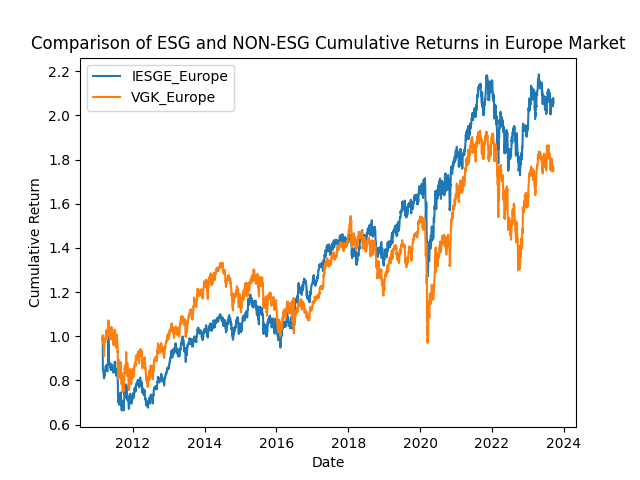 Comparison of ESG and NON-ESG Cumulative Returns in Europe Market
IESGE_Europe
VGK_Europe
2.2
2.0
1.8
1.6
1.4
1.2
1.0
0.8
0.6
Cumulative Return
2012 2014 2016 2018 2020 2022 2024
Date